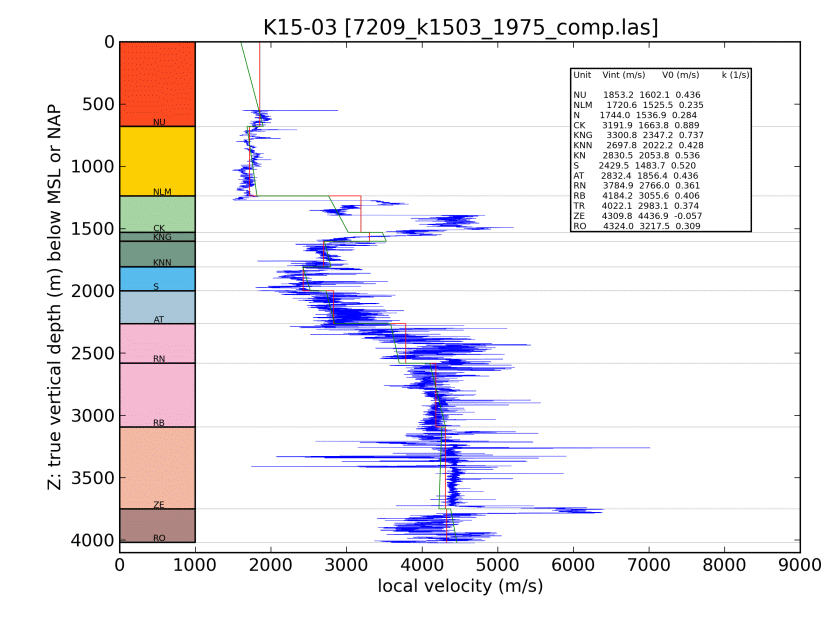 K15-03 [7209_k1503_1975_comp.las]
Z: true vertical depth (m) below MSL or NAP
0
500
1000
1500
2000
2500
3000
3500
4000
NU
NLM
CK
KNG
KNN
S
AT
RN
RB
ZE
RO
Unit Vint (m/s) V0 (m/s) k (1/s)
NU 1853.2 1602.1 0.436
NLM 1720.6 1525.5 0.235
N 1744.0 1536.9 0.284
CK 3191.9 1663.8 0.889
KNG 3300.8 2347.2 0.737
KNN 2697.8 2022.2 0.428
KN 2830.5 2053.8 0.536
S 2429.5 1483.7 0.520
AT 2832.4 1856.4 0.436
RN 3784.9 2766.0 0.361
RB 4184.2 3055.6 0.406
TR 4022.1 2983.1 0.374
ZE 4309.8 4436.9 -0.057
RO 4324.0 3217.5 0.309
0 1000 2000 3000 4000 5000 6000 7000 8000 9000
local velocity (m/s)